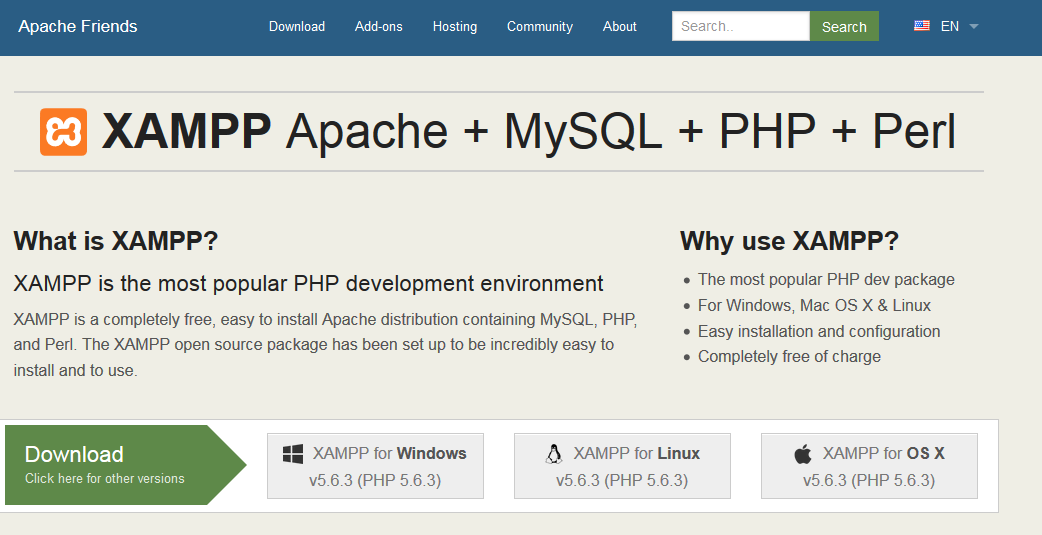 Apache Friends Download Add-ons Hosting Community About Search.. Search EN
XAMPP Apache + MySQL + PHP + Perl
What is XAMPP?
XAMPP is the most popular PHP development environment
XAMPP is a completely free, easy to install Apache distribution containing MySQL, PHP,
and Perl. The XAMPP open source package has been set up to be incredibly easy to
install and to use.
Why use XAMPP?
The most popular PHP dev package
For Windows, Mac OS X & Linux
Easy installation and configuration
Completely free of charge
Download
Click here for other versions
XAMPP for Windows
v5.6.3 (PHP 5.6.3)
XAMPP for Linux
v5.6.3 (PHP 5.6.3)
XAMPP for OS X
v5.6.3 (PHP 5.6.3)